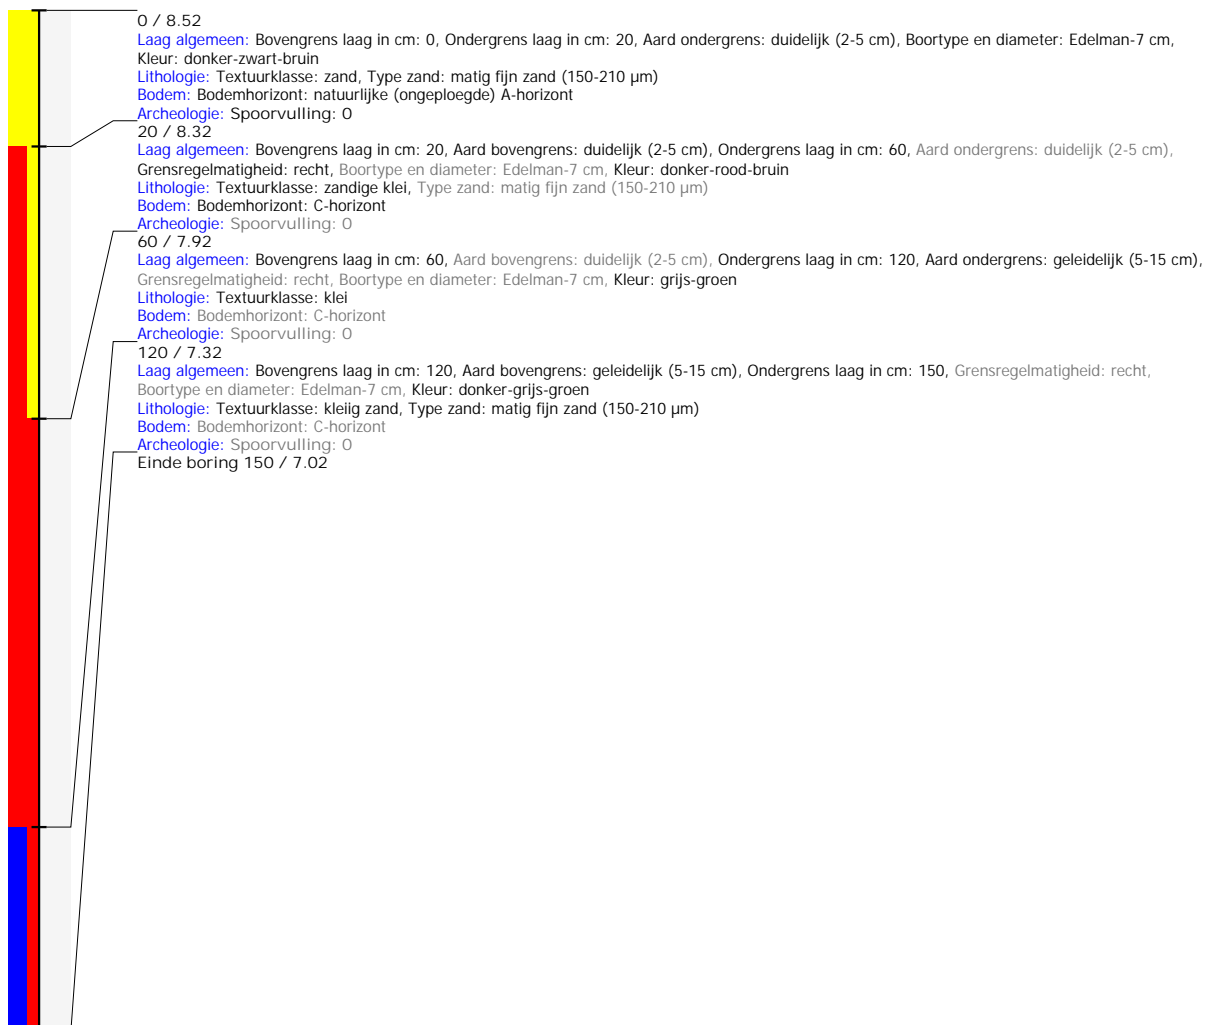 0 / 8.52
Laag algemeen: Bovengrens laag in cm: 0, Ondergrens laag in cm: 20, Aard ondergrens: duidelijk (2-5 cm), Boortype en diameter: Edelman-7 cm,
Kleur: donker-zwart-bruin
Lithologie: Textuurklasse: zand, Type zand: matig fijn zand (150-210 µm)
Bodem: Bodemhorizont: natuurlijke (ongeploegde) A-horizont
Archeologie: Spoorvulling: 0
20 / 8.32
Laag algemeen: Bovengrens laag in cm: 20, Aard bovengrens: duidelijk (2-5 cm), Ondergrens laag in cm: 60, Aard ondergrens: duidelijk (2-5 cm),
Grensregelmatigheid: recht, Boortype en diameter: Edelman-7 cm, Kleur: donker-rood-bruin
Lithologie: Textuurklasse: zandige klei, Type zand: matig fijn zand (150-210 µm)
Bodem: Bodemhorizont: C-horizont
Archeologie: Spoorvulling: 0
60 / 7.92
Laag algemeen: Bovengrens laag in cm: 60, Aard bovengrens: duidelijk (2-5 cm), Ondergrens laag in cm: 120, Aard ondergrens: geleidelijk (5-15 cm),
Grensregelmatigheid: recht, Boortype en diameter: Edelman-7 cm, Kleur: grijs-groen
Lithologie: Textuurklasse: klei
Bodem: Bodemhorizont: C-horizont
Archeologie: Spoorvulling: 0
120 / 7.32
Laag algemeen: Bovengrens laag in cm: 120, Aard bovengrens: geleidelijk (5-15 cm), Ondergrens laag in cm: 150, Grensregelmatigheid: recht,
Boortype en diameter: Edelman-7 cm, Kleur: donker-grijs-groen
Lithologie: Textuurklasse: kleiig zand, Type zand: matig fijn zand (150-210 µm)
Bodem: Bodemhorizont: C-horizont
Archeologie: Spoorvulling: 0
Einde boring 150 / 7.02